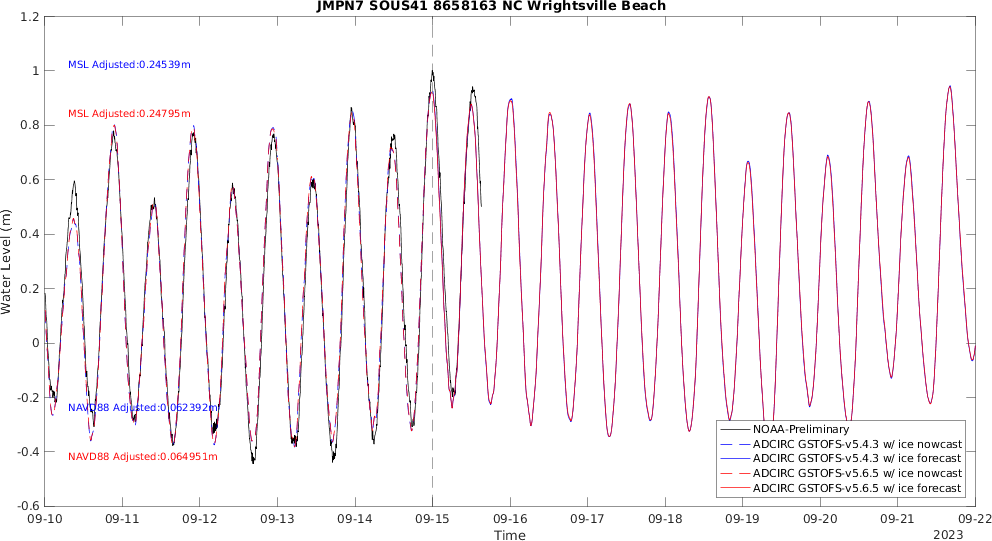 JMPN7 SOUS41 8658163 NC Wrightsville Beach
1.2
1
0.8
0.6
0.4
0.2
0
-0.2
-0.4
-0.6
Water Level (m)
MSL Adjusted:0.24539m
MSL Adjusted:0.24795m
NAVD88 Adjusted:0.062392m
NAVD88 Adjusted:0.064951m
NOAA-Preliminary
ADCIRC GSTOFS-v5.4.3 w/ ice nowcast
ADCIRC GSTOFS-v5.4.3 w/ ice forecast
ADCIRC GSTOFS-v5.6.5 w/ ice nowcast
ADCIRC GSTOFS-v5.6.5 w/ ice forecast
09-10 09-11 09-12 09-13 09-14 09-15 09-16 09-17 09-18 09-19 09-20 09-21 09-22
Time
2023